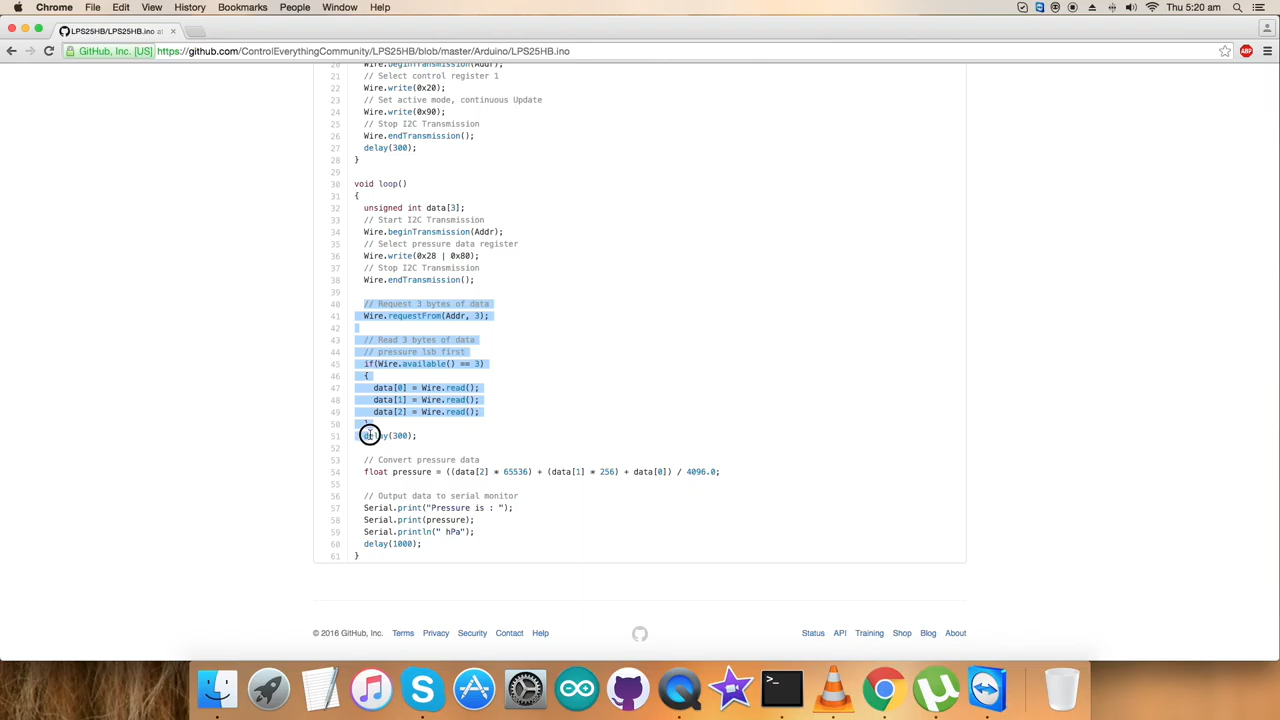 Chrome File Edit View History Bookmarks People Window Help Thu 5:20 am
LPS25HB/LPS25HB.ino at
GitHub, Inc. [US] https://github.com/ControlEverythingCommunity/LPS25HB/blob/master/Arduino/LPS25HB.ino
20 Wire.beginTransmission(Addr);
21 // Select control register 1
22 Wire.write(0x20);
23 // Set active mode, continuous Update
24 Wire.write(0x90);
25 // Stop I2C Transmission
26 Wire.endTransmission();
27 delay(300);
28 }
29
30 void loop()
31 {
32 unsigned int data[3];
33 // Start I2C Transmission
34 Wire.beginTransmission(Addr);
35 // Select pressure data register
36 Wire.write(0x28 | 0x80);
37 // Stop I2C Transmission
38 Wire.endTransmission();
39
40 // Request 3 bytes of data
41 Wire.requestFrom(Addr, 3);
42
43 // Read 3 bytes of data
44 // pressure lsb first
45 if(Wire.available() == 3)
46 {
47 data[0] = Wire.read();
48 data[1] = Wire.read();
49 data[2] = Wire.read();
50 }
51 delay(300);
52
53 // Convert pressure data
54 float pressure = ((data[2] * 65536) + (data[1] * 256) + data[0]) / 4096.0;
55
56 // Output data to serial monitor
57 Serial.print("Pressure is : ");
58 Serial.print(pressure);
59 Serial.println(" hPa");
60 delay(1000);
61 }
© 2016 GitHub, Inc. Terms Privacy Security Contact Help Status API Training Shop Blog About